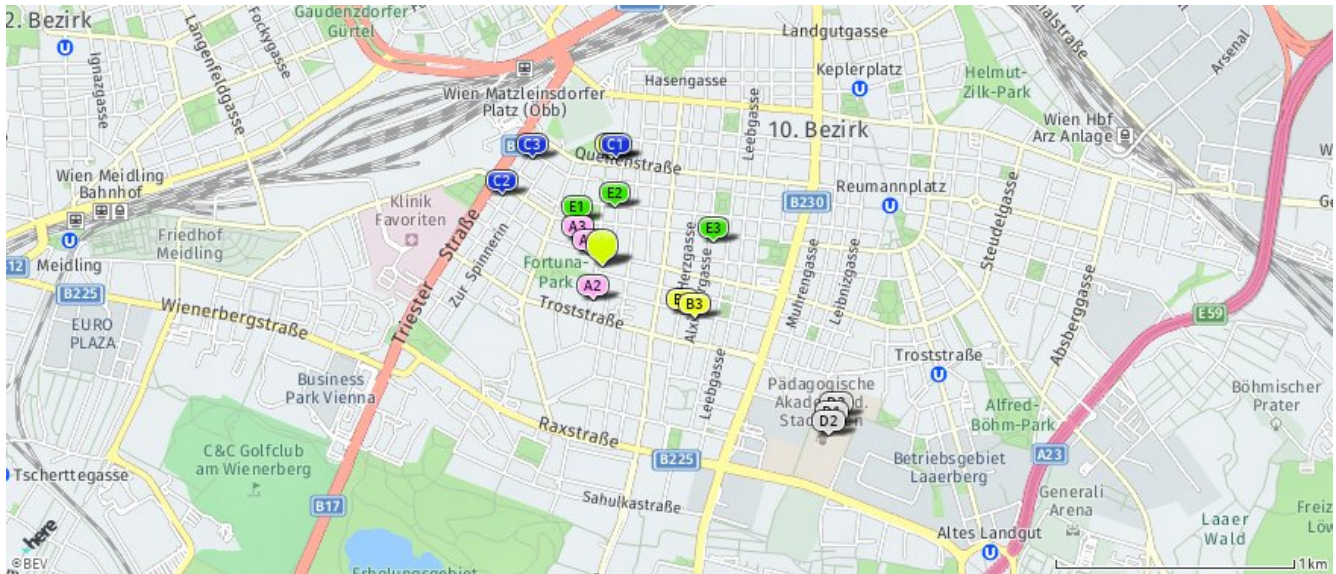 2. Bezirk
Gaudenzdorfer
Gürtel
Landgutgasse
Ignazgasse
Längenfeldgasse
Fockygasse
Arsenal
Keplerplatz
Helmut-
Zilk-Park
Hasengasse
Wien Matzleinsdorfer
Platz (Öbb)
Leebgasse
10. Bezirk
Wien Hbf
Arz Anlage
C3
C1
Quellenstraße
Wien Meidling
Bahnhof
C2
Klinik
Favoriten
E2
Reumannplatz
B230
E1
A3
E3
Friedhof
Meidling
Meidling
12
B225
Triester Straße
Zur Spinnerin
Fortuna-
Park
A2
Herzgasse
B3
Muhrengasse
Leibnizgasse
Steudelgasse
Absberggasse
E59
Wienerbergstraße
Troststraße
EURO
PLAZA
Leebgasse
Troststraße
Business
Park Vienna
Pädagogische
D2
Alfred-
Böhm-Park
Böhmischer
Prater
Raxstraße
C&C Golfclub
am Wienerberg
B225
Betriebsgebiet
Laaerberg
A23
Tscherttegasse
B17
Sahulkastraße
Generali
Arena
Laaer
Wald
Altes Landgut
here
©BEV
1km